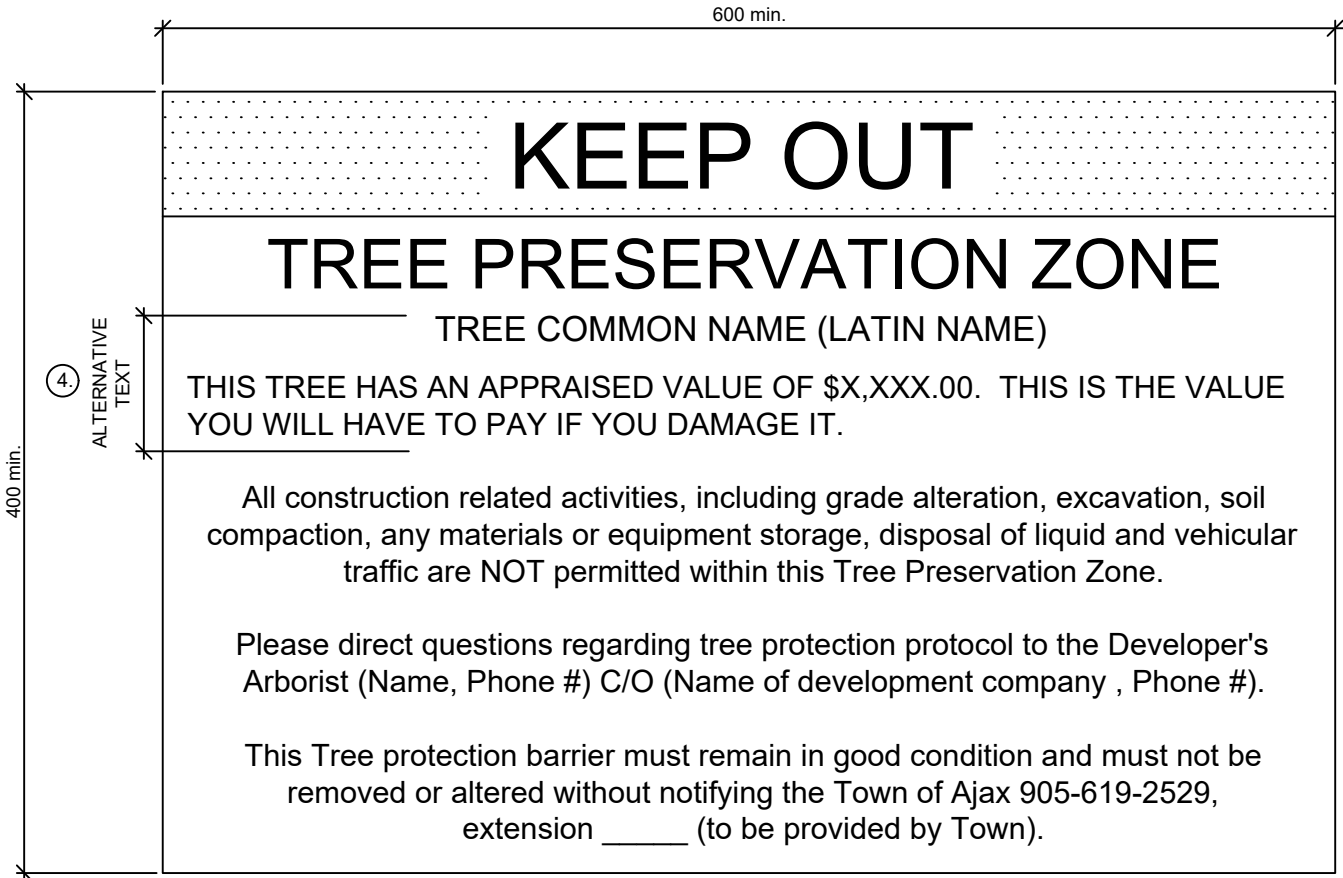 600 min.
KEEP OUT
TREE PRESERVATION ZONE
TREE COMMON NAME (LATIN NAME)
4.
ALTERNATIVE
TEXT
THIS TREE HAS AN APPRAISED VALUE OF $X,XXX.00.  THIS IS THE VALUE
YOU WILL HAVE TO PAY IF YOU DAMAGE IT.
400 min.
All construction related activities, including grade alteration, excavation, soil
compaction, any materials or equipment storage, disposal of liquid and vehicular
traffic are NOT permitted within this Tree Preservation Zone.
Please direct questions regarding tree protection protocol to the Developer's
Arborist (Name, Phone #) C/O (Name of development company , Phone #).
This Tree protection barrier must remain in good condition and must not be
removed or altered without notifying the Town of Ajax 905-619-2529,
extension _____ (to be provided by Town).